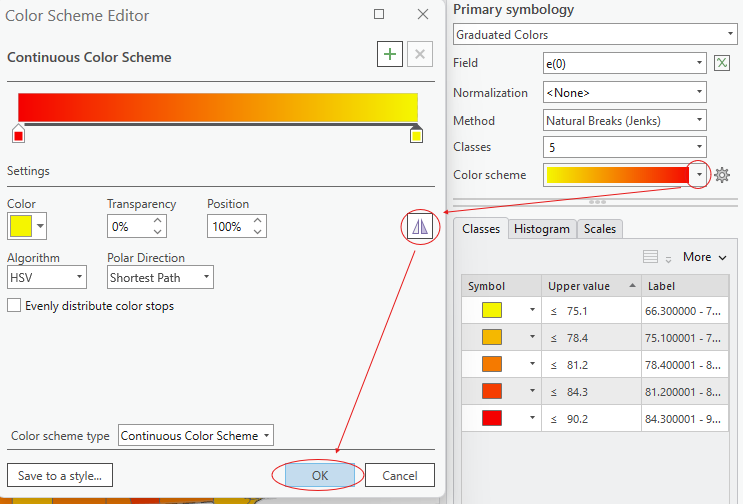 Color Scheme Editor
Continuous Color Scheme
Settings
Color
Transparency
Position
0%
100%
Algorithm
Polar Direction
HSV
Shortest Path
Evenly distribute color stops
Color scheme type
Continuous Color Scheme
Save to a style...
OK
Cancel
Primary symbology
Graduated Colors
Field
e(0)
Normalization
<None>
Method
Natural Breaks (Jenks)
Classes
5
Color scheme
Classes
Histogram
Scales
More
Symbol
Upper value
Label
≤ 75.1
66.300000 - 7...
≤ 78.4
75.100001 - 8...
≤ 81.2
78.400001 - 8...
≤ 84.3
81.200001 - 8...
≤ 90.2
84.300001 - 9...